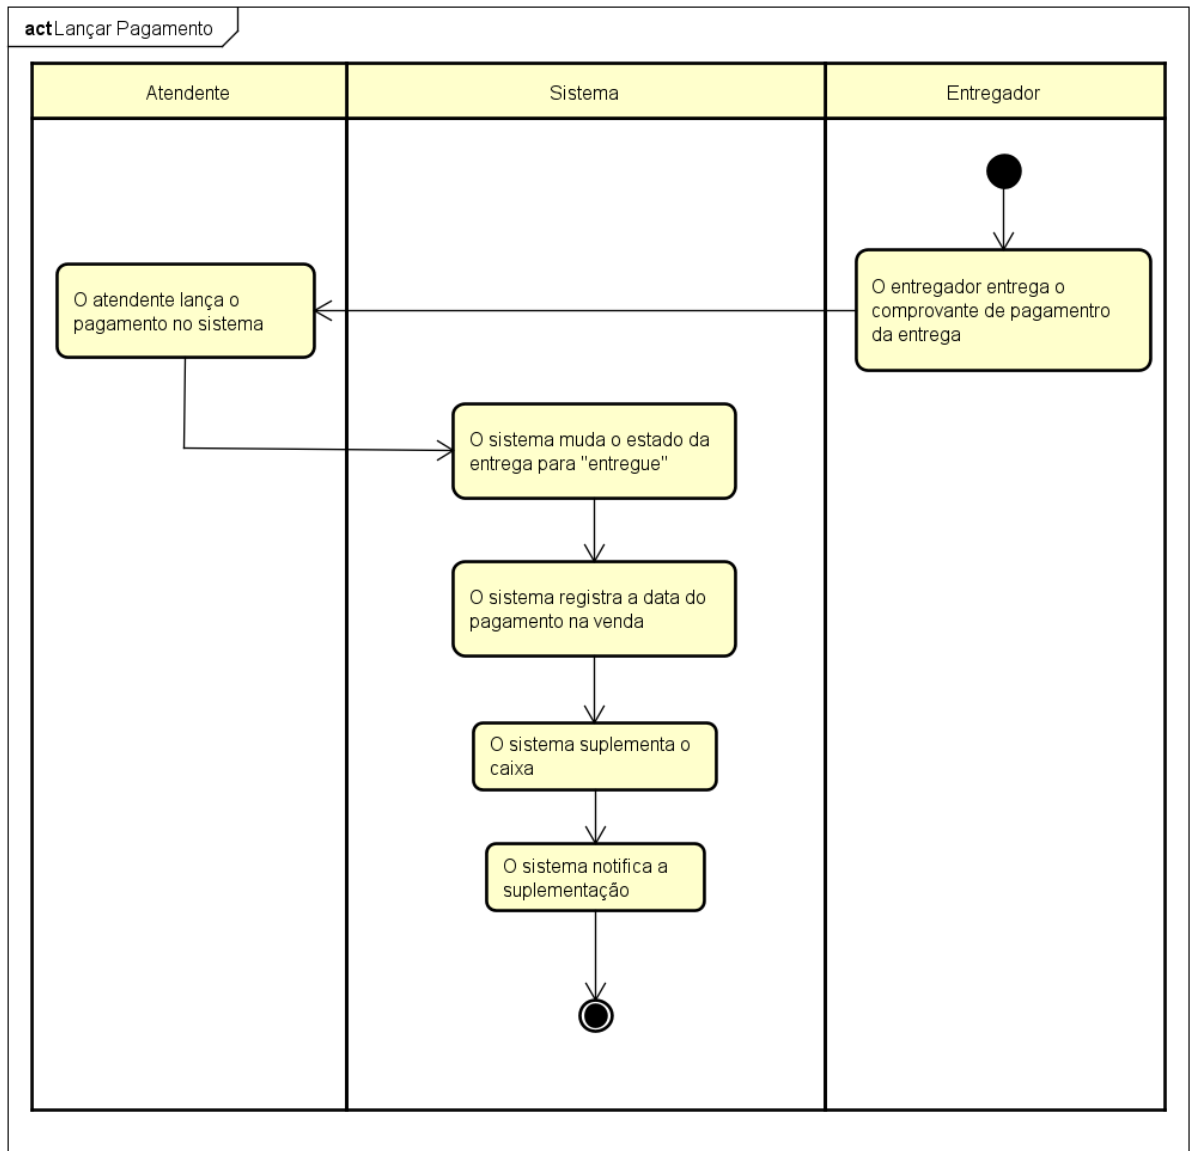 act Lançar Pagamento
Atendente
Sistema
Entregador
O entregador entrega o
comprovante de pagamentro
da entrega
O atendente lança o
pagamento no sistema
O sistema muda o estado da
entrega para "entregue"
O sistema registra a data do
pagamento na venda
O sistema suplementa o
caixa
O sistema notifica a
suplementação